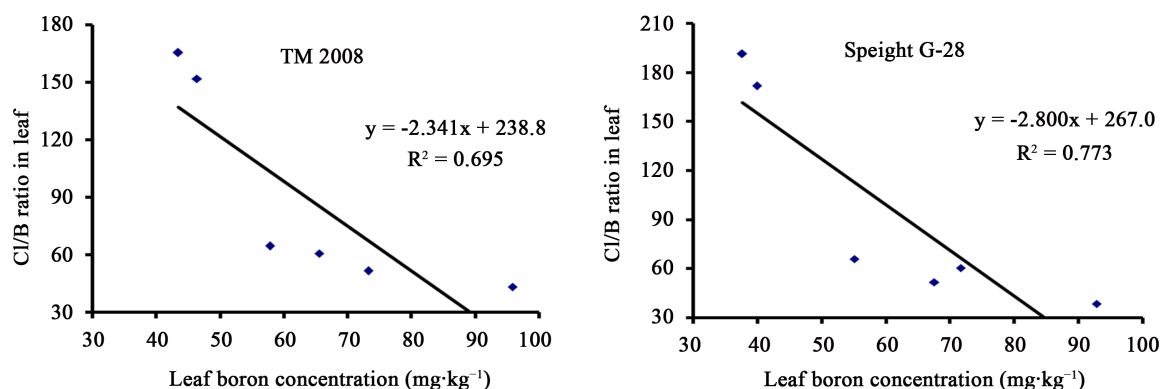 180
150
120
90
60
30
30 40 50 60 70 80 90 100
Cl/B ratio in leaf
TM 2008
y = -2.341x + 238.8
R² = 0.695
Leaf boron concentration (mg·kg⁻¹)
210
180
150
120
90
60
30
30 40 50 60 70 80 90 100
Cl/B ratio in leaf
Speight G-28
y = -2.800x + 267.0
R² = 0.773
Leaf boron concentration (mg·kg⁻¹)